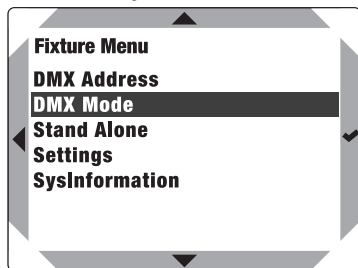 Fixture Menu
DMX Address
DMX Mode
Stand Alone
Settings
SysInformation